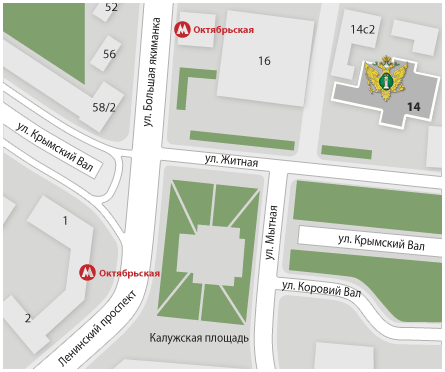 52
ул. Большая якиманка
Октябрьская
14с2
56
16
58/2
14
ул. Крымский Вал
ул. Житная
1
ул. Мытная
ул. Крымский Вал
Октябрьская
ул. Коровий Вал
2
Ленинский проспект
Калужская площадь